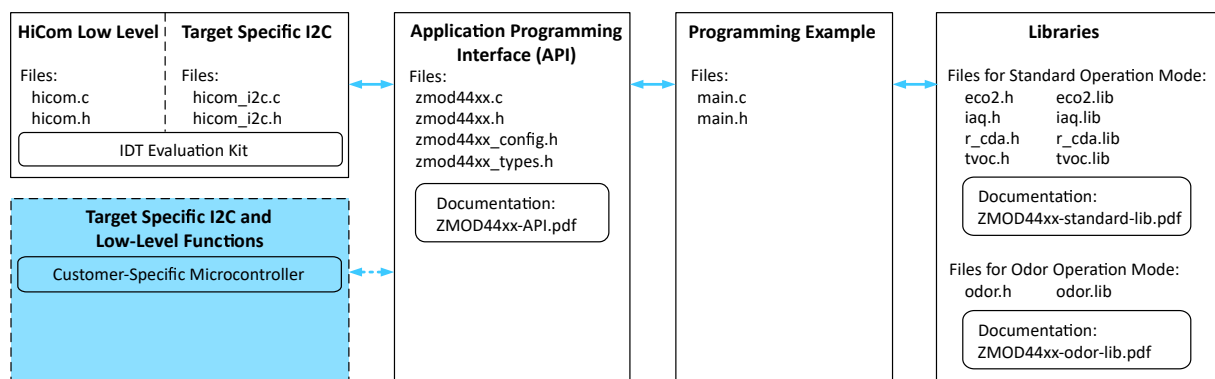 HiCom Low Level
Files:
hicom.c
hicom.h
Target Specific I2C
Files:
hicom_i2c.c
hicom_i2c.h
IDT Evaluation Kit
Target Specific I2C and
Low-Level Functions
Customer-Specific Microcontroller
Application Programming
Interface (API)
Files:
zmod44xx.c
zmod44xx.h
zmod44xx_config.h
zmod44xx_types.h
Documentation:
ZMOD44xx-API.pdf
Programming Example
Files:
main.c
main.h
Libraries
Files for Standard Operation Mode:
eco2.h eco2.lib
iaq.h iaq.lib
r_cda.h r_cda.lib
tvoc.h tvoc.lib
Documentation:
ZMOD44xx-standard-lib.pdf
Files for Odor Operation Mode:
odor.h odor.lib
Documentation:
ZMOD44xx-odor-lib.pdf